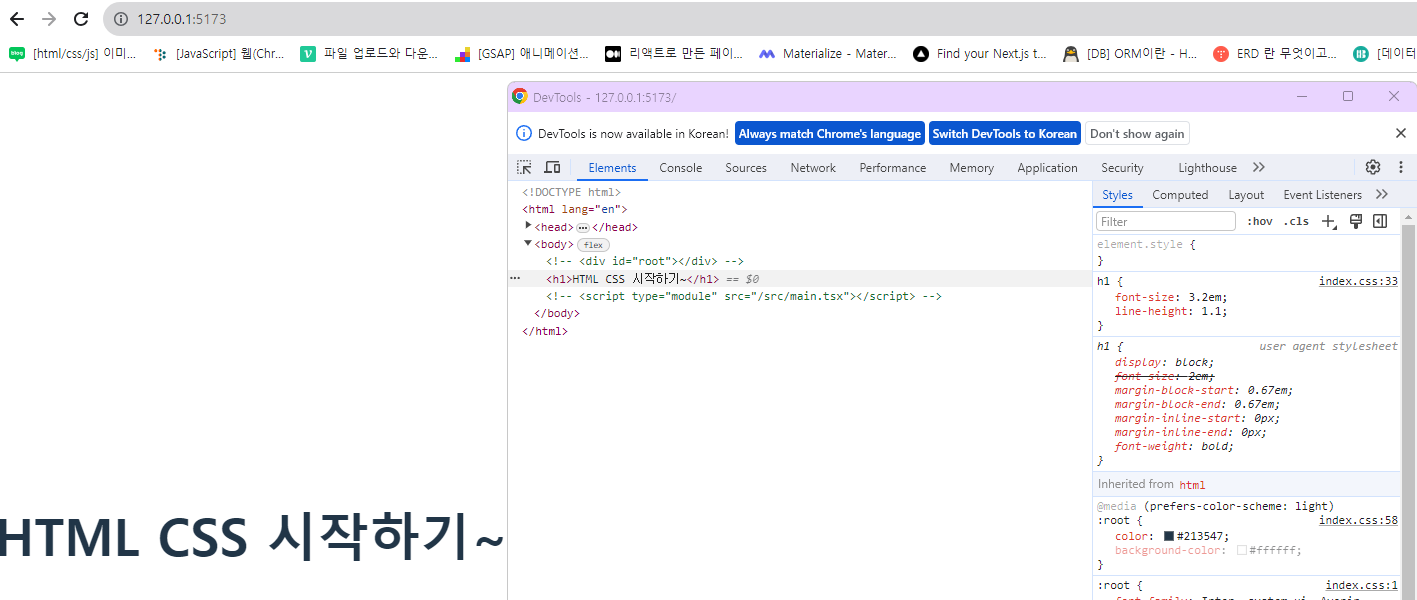 127.0.0.1:5173
[html/css/js] 이미...
[JavaScript] 웹(Chr...
파일 업로드와 다운...
[GSAP] 애니메이션...
리액트로 만든 페이...
Materialize - Mater...
Find your Next.js t...
[DB] ORM이란 - H...
ERD 란 무엇이고...
[데이터
DevTools - 127.0.0.1:5173/
DevTools is now available in Korean! Always match Chrome's language Switch DevTools to Korean Don't show again
Elements Console Sources Network Performance Memory Application Security Lighthouse
<!DOCTYPE html>
<html lang="en">
<head> ... </head>
<body> flex
<!-- <div id="root"></div> -->
<h1>HTML CSS 시작하기~</h1> == $0
<!-- <script type="module" src="/src/main.tsx"></script> -->
</body>
</html>
Styles Computed Layout Event Listeners
Filter :hov .cls
element.style {
}
h1 { index.css:33
font-size: 3.2em;
line-height: 1.1;
}
h1 { user agent stylesheet
display: block;
font-size: 2em;
margin-block-start: 0.67em;
margin-block-end: 0.67em;
margin-inline-start: 0px;
margin-inline-end: 0px;
font-weight: bold;
}
Inherited from html
@media (prefers-color-scheme: light)
:root { index.css:58
color: #213547;
background-color: #ffffff;
}
:root { index.css:1
HTML CSS 시작하기~